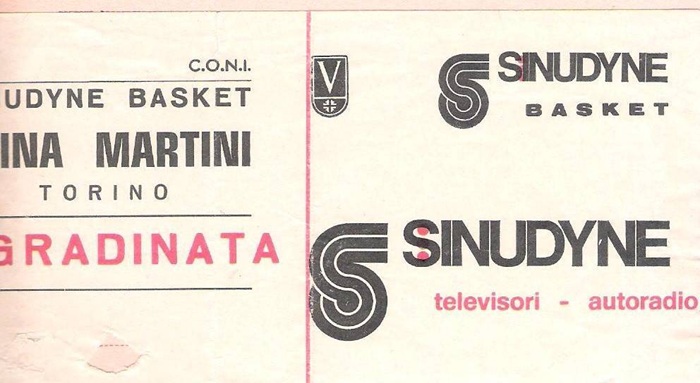 C.O.N.I.
UDYNE BASKET
INA MARTINI
TORINO
GRADINATA
V
SINUDYNE
BASKET
SINUDYNE
televisori - autoradio